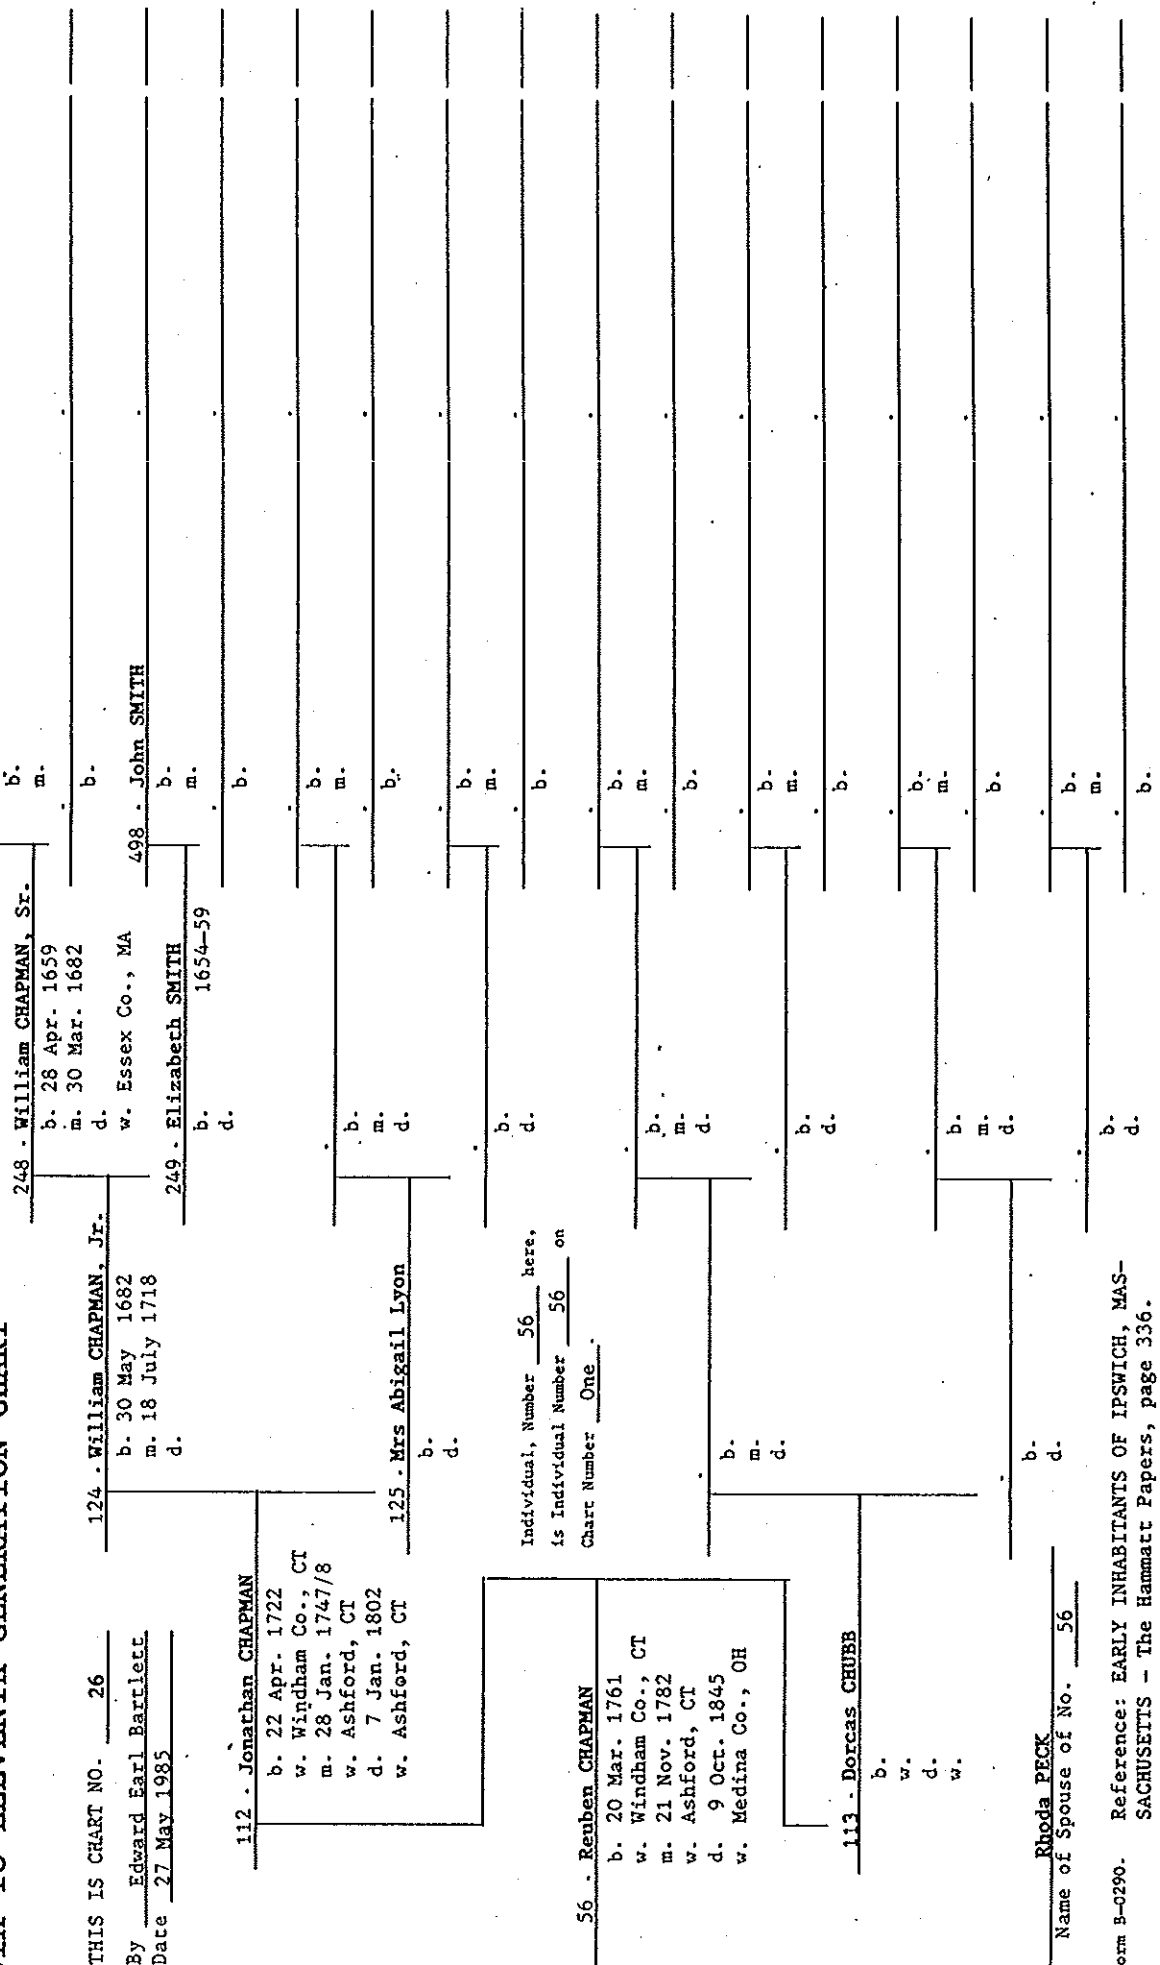 TO ELEVENTH GENERATION CHART
THIS IS CHART NO. 26
By Edward Earl Bartlett
Date 27 May 1985
b.
m.
248 - William CHAPMAN, Sr.
b. 28 Apr. 1659
m. 30 Mar. 1682
d.
w. Essex Co., MA
b.
124 - William CHAPMAN, Jr.
b. 30 May 1682
m. 18 July 1718
d.
498 - John SMITH
b.
m.
249 - Elizabeth SMITH
b. 1654-59
d.
b.
112 - Jonathan CHAPMAN
b. 22 Apr. 1722
w. Windham Co., CT
m. 28 Jan. 1747/8
w. Ashford, CT
d. 7 Jan. 1802
w. Ashford, CT
b.
m.
b.
m.
d.
b.
125 - Mrs Abigail Lyon
b.
d.
b.
m.
b.
d.
b.
Individual, Number 56 here,
is Individual Number 56 on
Chart Number One.
56 - Reuben CHAPMAN
b. 20 Mar. 1761
w. Windham Co., CT
m. 21 Nov. 1782
w. Ashford, CT
d. 9 Oct. 1845
w. Medina Co., OH
b.
m.
b.
m.
d.
b.
b.
m.
d.
b.
m.
b.
d.
b.
113 - Dorcas CHUBB
b.
w.
d.
w.
b.
m.
b.
m.
d.
b.
b.
d.
b.
m.
b.
d.
b.
Rhoda PECK
Name of Spouse of No. 56
orm B-0290. Reference: EARLY INHABITANTS OF IPSWICH, MAS-
SACHUSETTS - The Hammatt Papers, page 336.